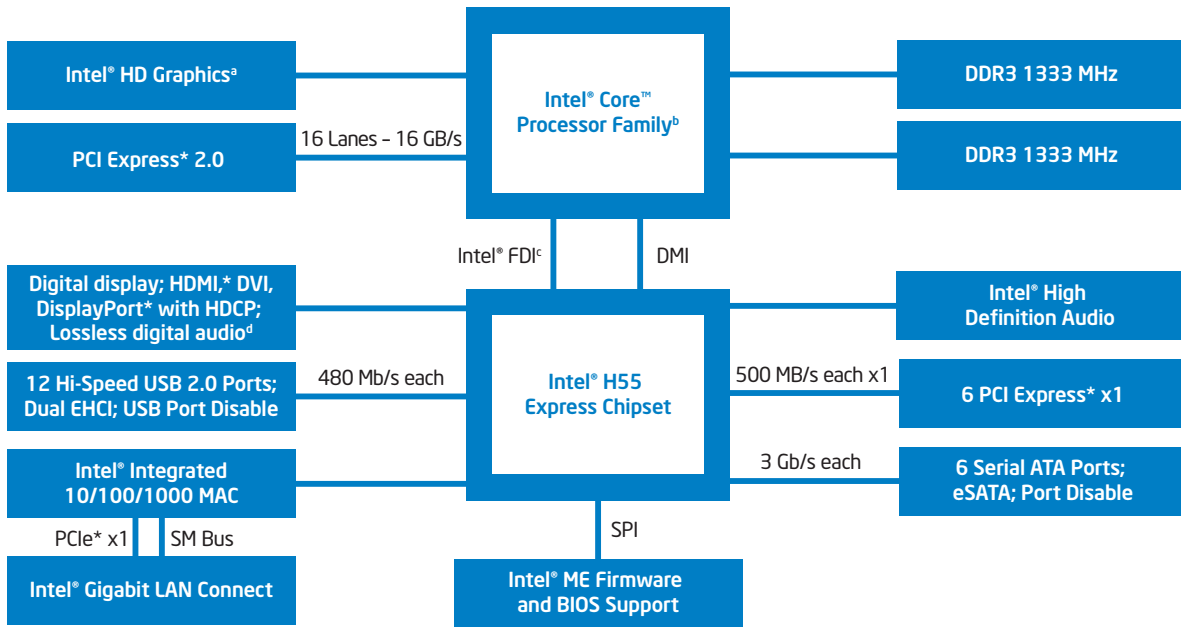 Intel® HD Graphicsᵃ
PCI Express* 2.0
16 Lanes – 16 GB/s
Intel® Core™
Processor Familyᵇ
DDR3 1333 MHz
DDR3 1333 MHz
Intel® FDIᶜ
DMI
Digital display; HDMI,* DVI,
DisplayPort* with HDCP;
Lossless digital audioᵈ
12 Hi-Speed USB 2.0 Ports;
Dual EHCI; USB Port Disable
480 Mb/s each
Intel® Integrated
10/100/1000 MAC
PCIe* x1
SM Bus
Intel® Gigabit LAN Connect
Intel® H55
Express Chipset
Intel® High
Definition Audio
500 MB/s each x1
6 PCI Express* x1
3 Gb/s each
6 Serial ATA Ports;
eSATA; Port Disable
SPI
Intel® ME Firmware
and BIOS Support